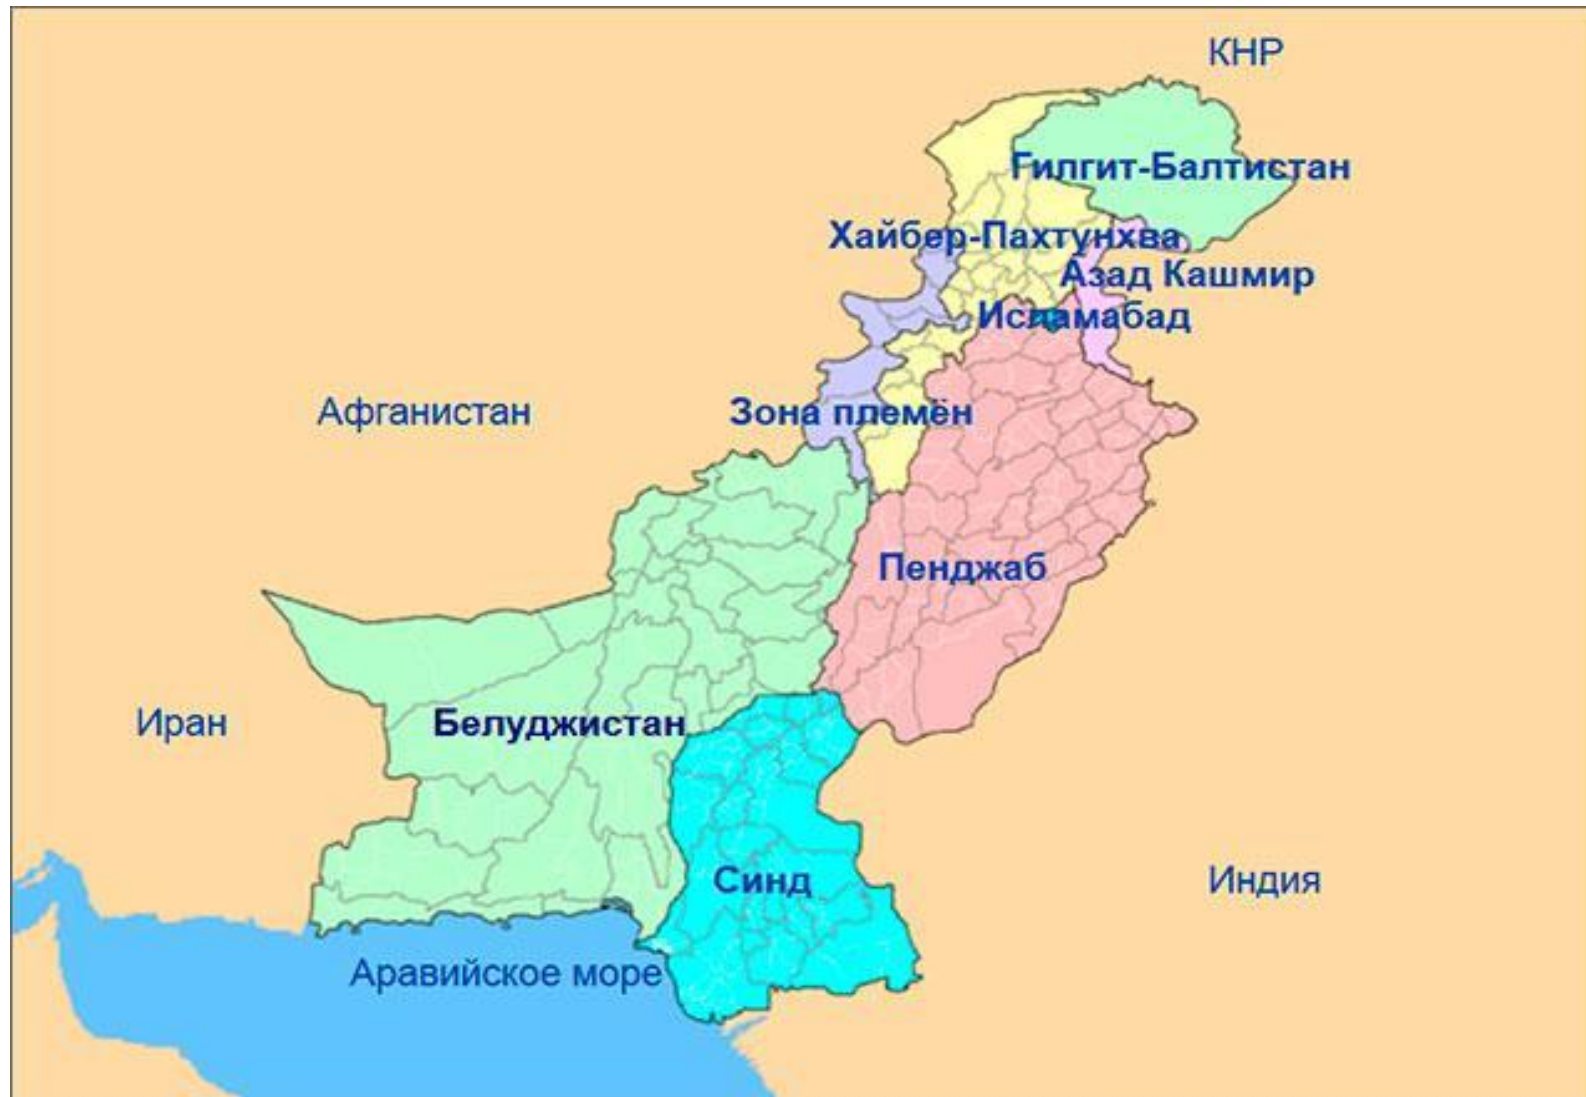 КНР
Гилгит-Балтистан
Хайбер-Пахтунхва
Азад Кашмир
Исламабад
Афганистан
Зона племён
Пенджаб
Иран
Белуджистан
Синд
Индия
Аравийское море